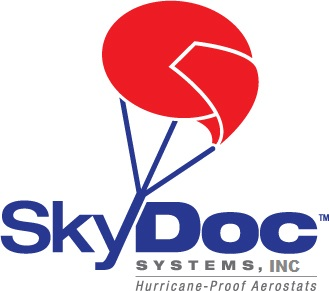 SkyDoc™
SYSTEMS, INC
Hurricane-Proof Aerostats